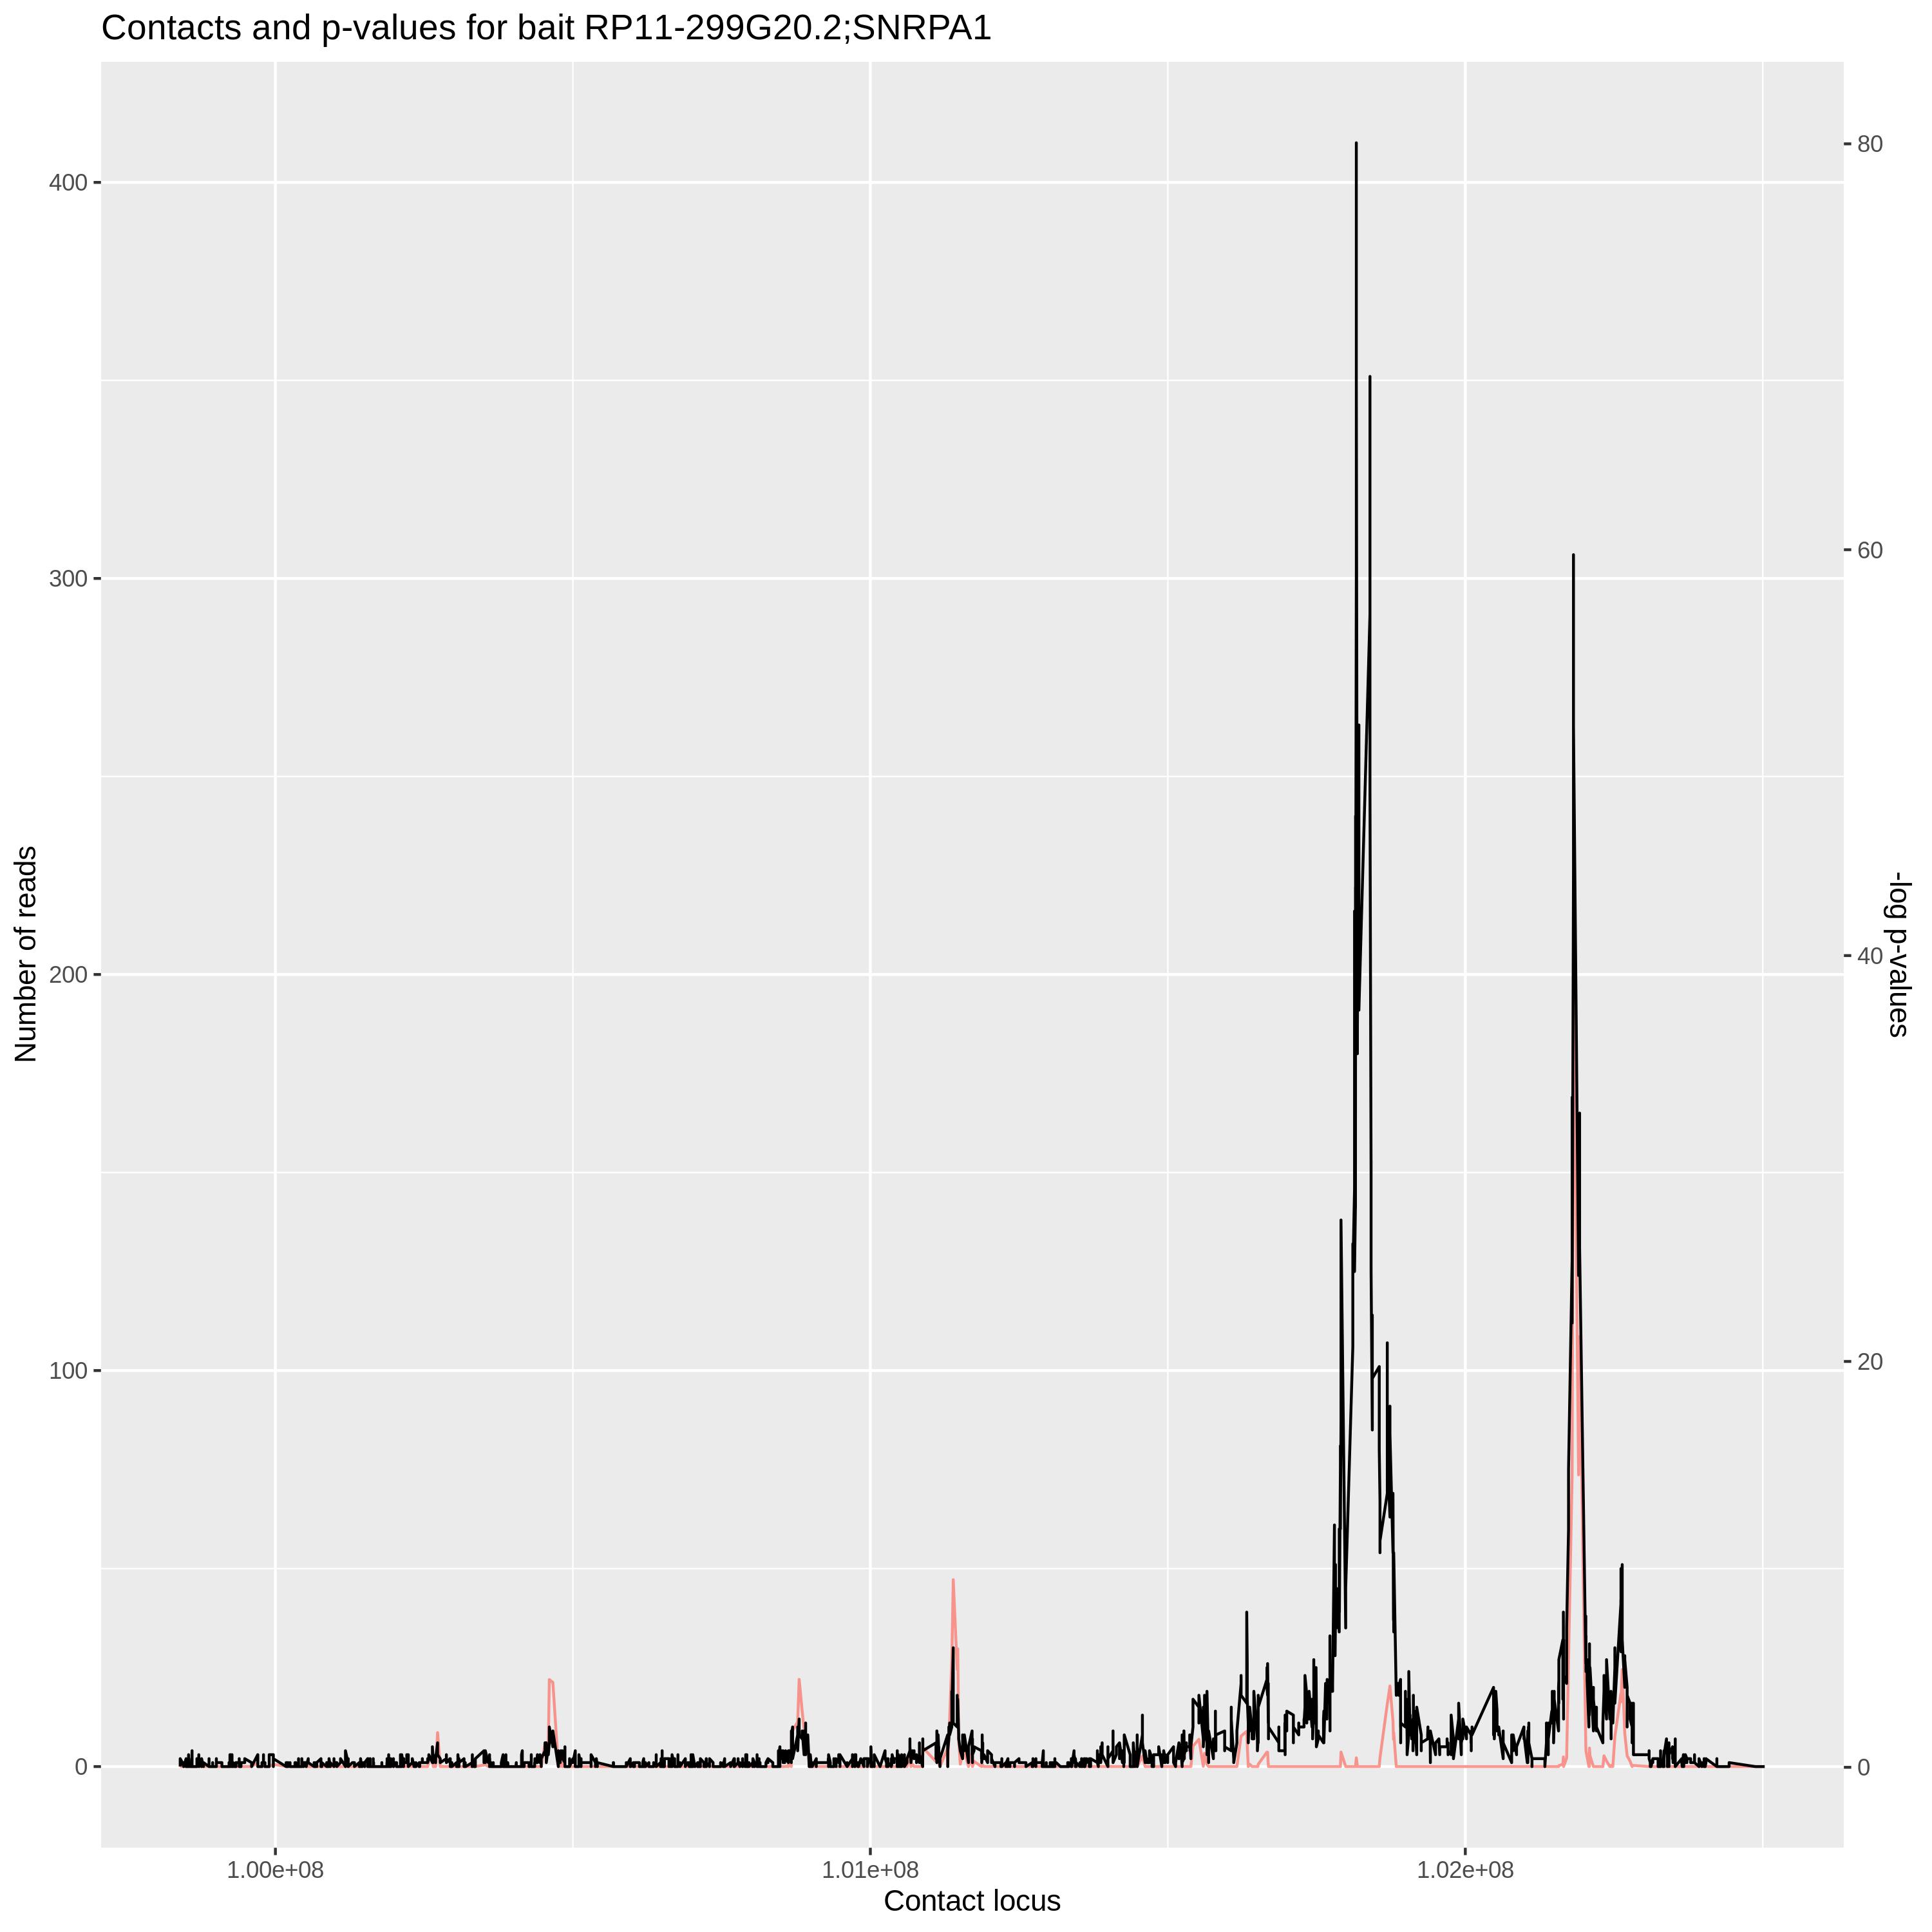 Contacts and p-values for bait RP11-299G20.2;SNRPA1
400
300
200
100
0
Number of reads
80
60
40
20
0
-log p-values
1.00e+08
1.01e+08
1.02e+08
Contact locus